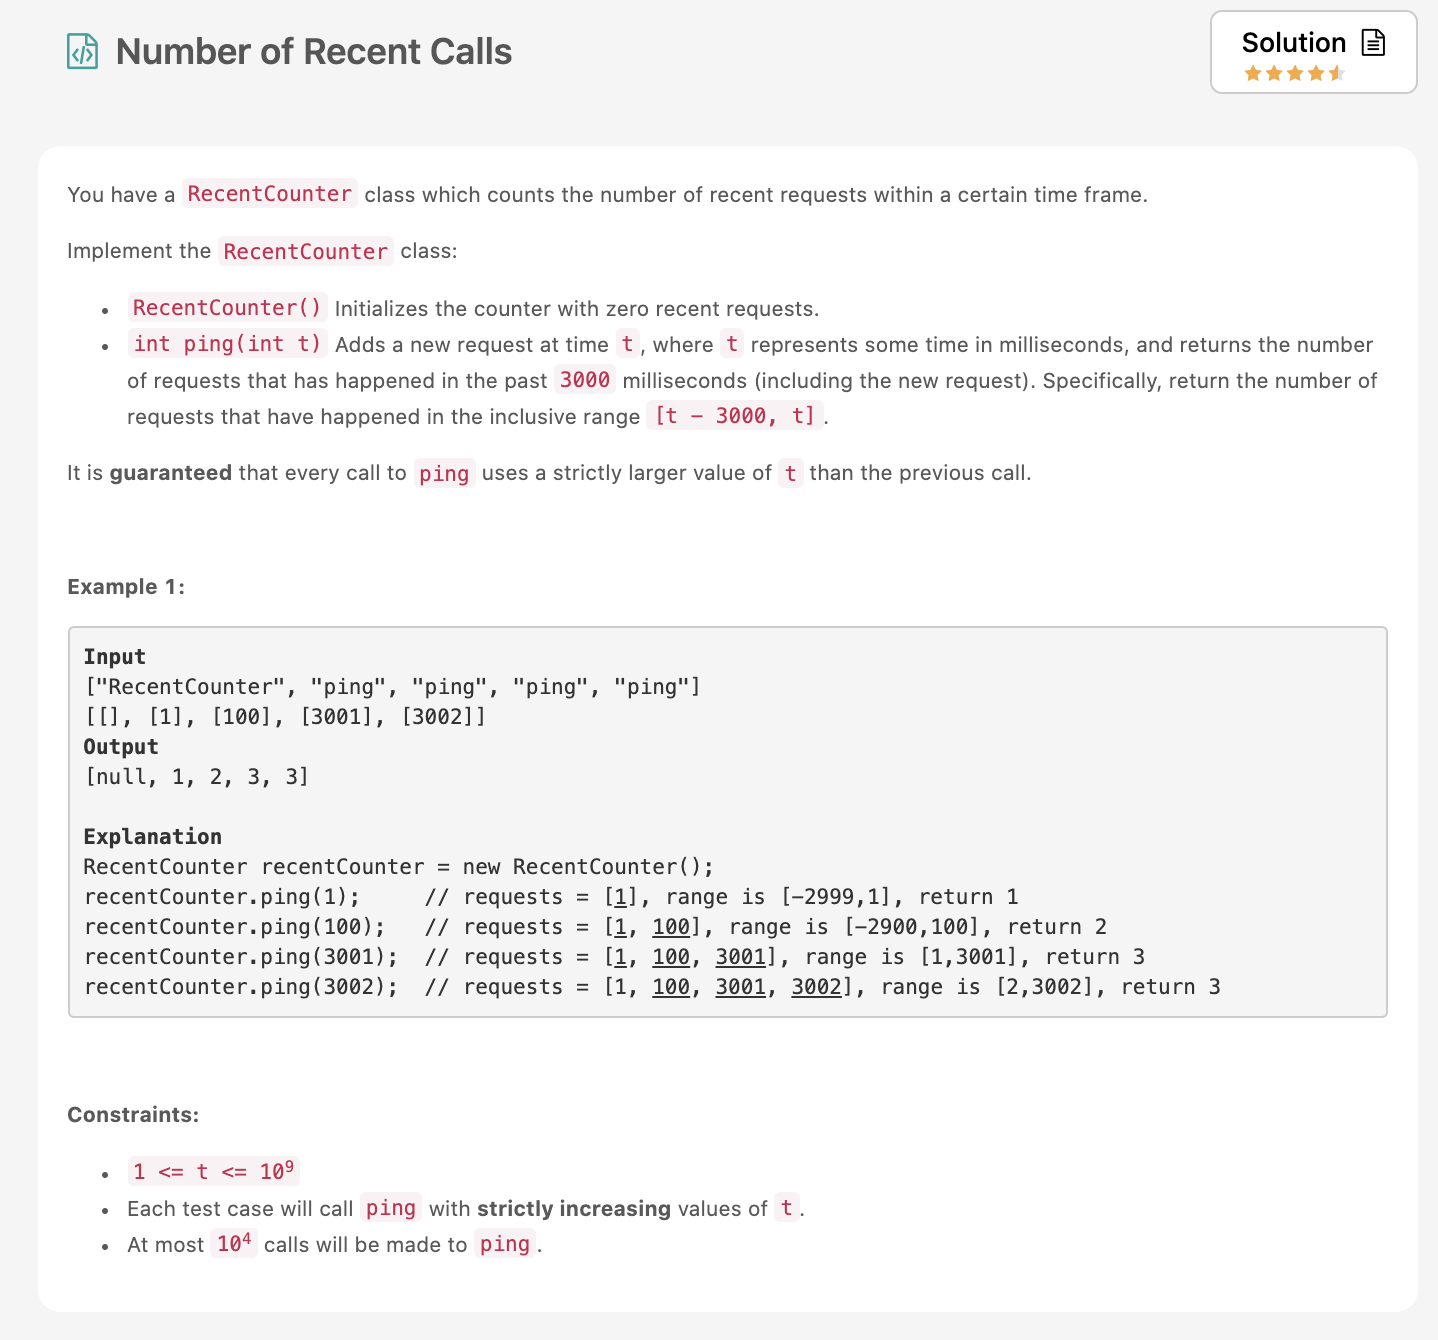 Number of Recent Calls
Solution
You have a RecentCounter class which counts the number of recent requests within a certain time frame.
Implement the RecentCounter class:
• RecentCounter() Initializes the counter with zero recent requests.
• int ping(int t) Adds a new request at time t, where t represents some time in milliseconds, and returns the number
of requests that has happened in the past 3000 milliseconds (including the new request). Specifically, return the number of
requests that have happened in the inclusive range [t - 3000, t].
It is guaranteed that every call to ping uses a strictly larger value of t than the previous call.
Example 1:
Input
["RecentCounter", "ping", "ping", "ping", "ping"]
[[], [1], [100], [3001], [3002]]
Output
[null, 1, 2, 3, 3]
Explanation
RecentCounter recentCounter = new RecentCounter();
recentCounter.ping(1);     // requests = [1], range is [-2999,1], return 1
recentCounter.ping(100);   // requests = [1, 100], range is [-2900,100], return 2
recentCounter.ping(3001);  // requests = [1, 100, 3001], range is [1,3001], return 3
recentCounter.ping(3002);  // requests = [1, 100, 3001, 3002], range is [2,3002], return 3
Constraints:
• 1 <= t <= 10⁹
• Each test case will call ping with strictly increasing values of t.
• At most 10⁴ calls will be made to ping.